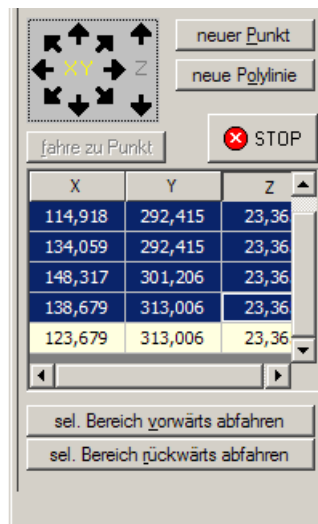 neuer Punkt
XY Z
neue Polylinie
fahre zu Punkt
STOP
X Y Z
114,918 292,415 23,36
134,059 292,415 23,36
148,317 301,206 23,36
138,679 313,006 23,36
123,679 313,006 23,36
sel. Bereich vorwärts abfahren
sel. Bereich rückwärts abfahren